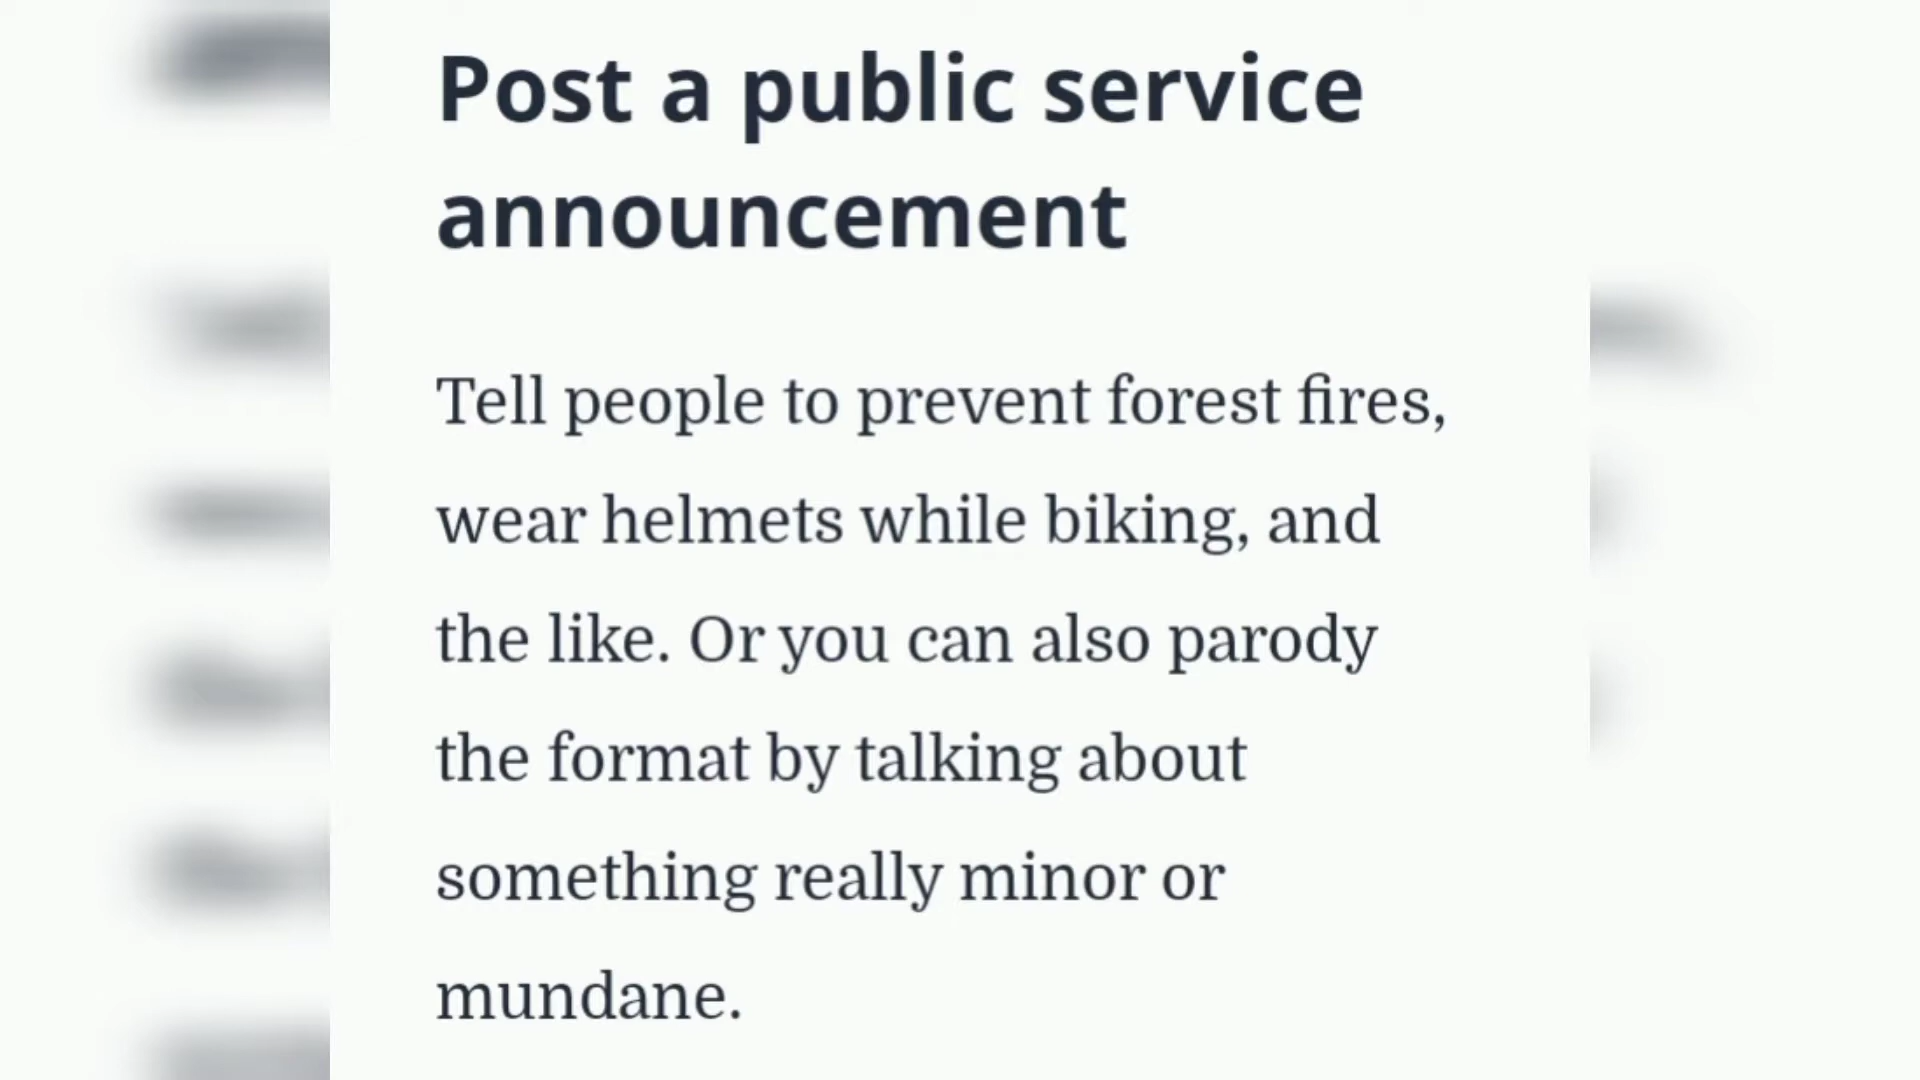 Post a public service
announcement
Tell people to prevent forest fires,
wear helmets while biking, and
the like. Or you can also parody
the format by talking about
something really minor or
mundane.